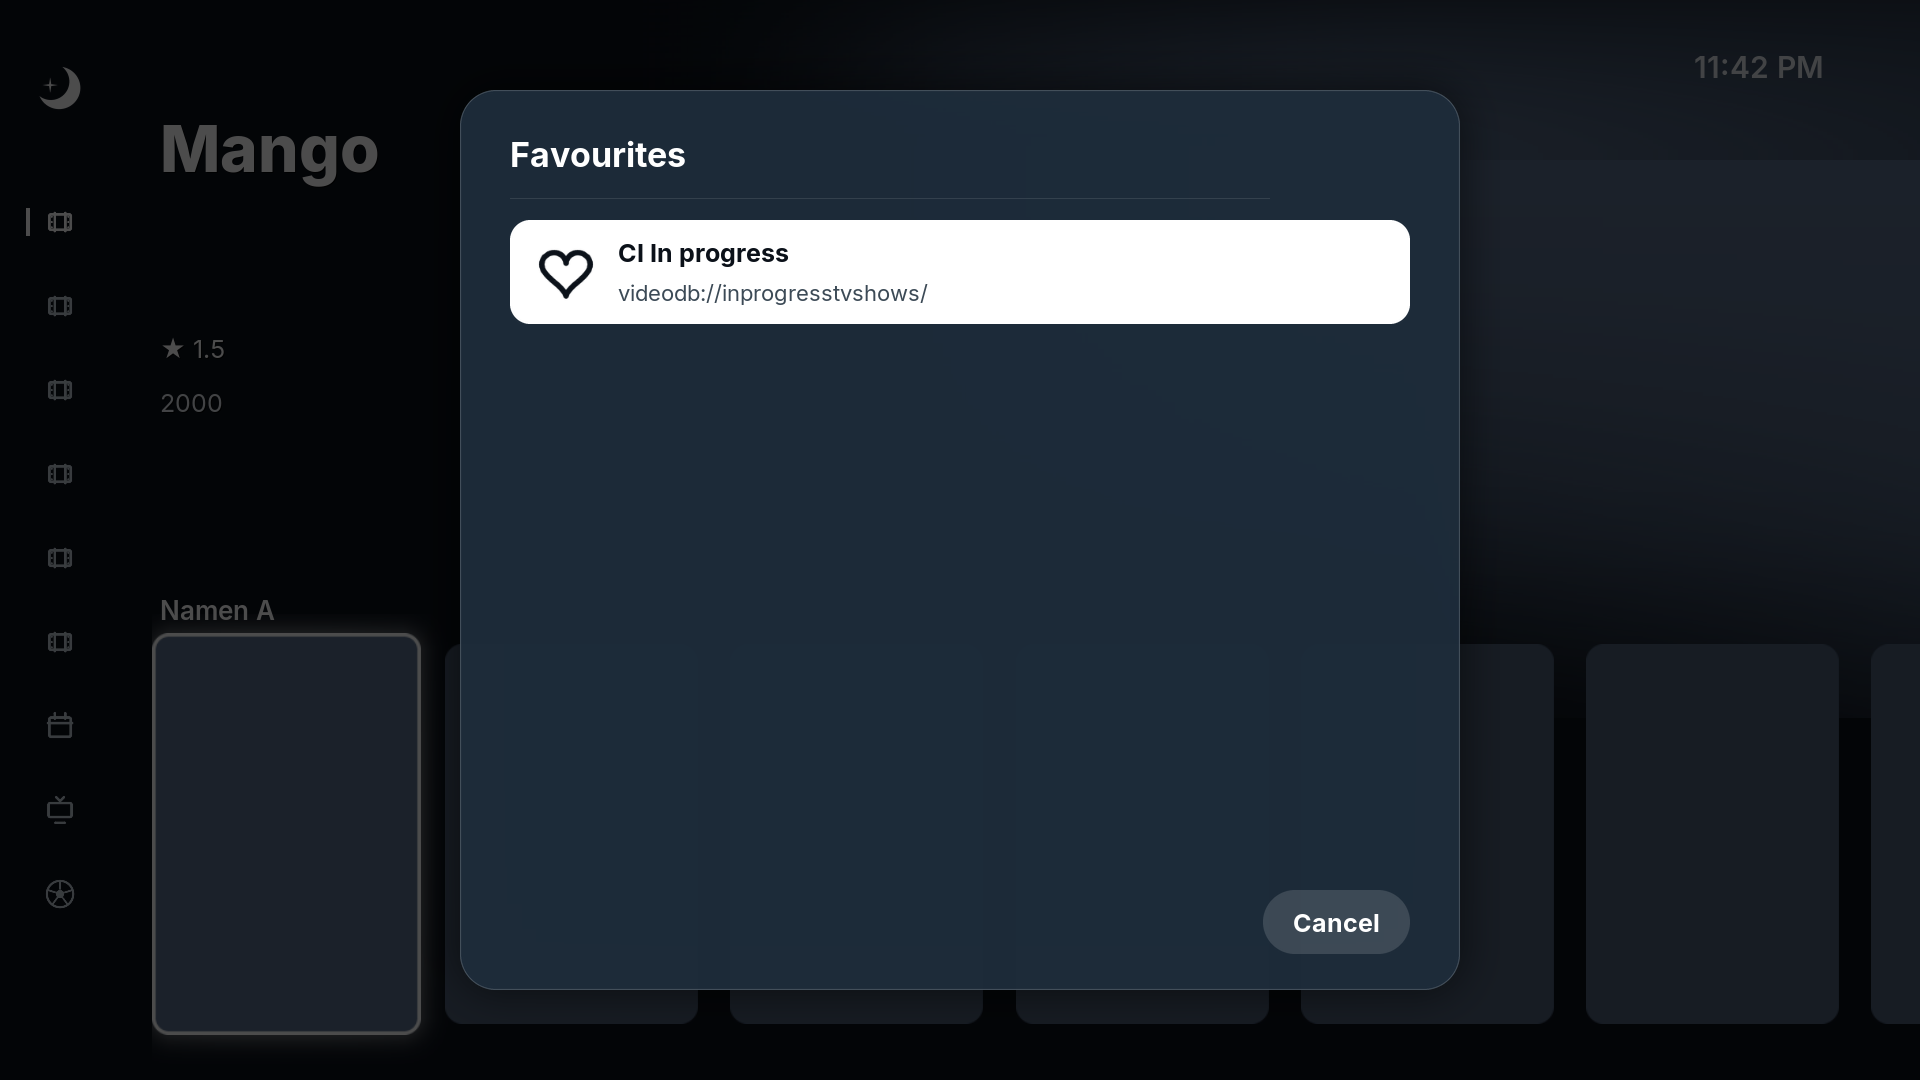 11:42 PM
Mango
Favourites
CI In progress
videodb://inprogresstvshows/
★ 1.5
2000
Namen A
Cancel